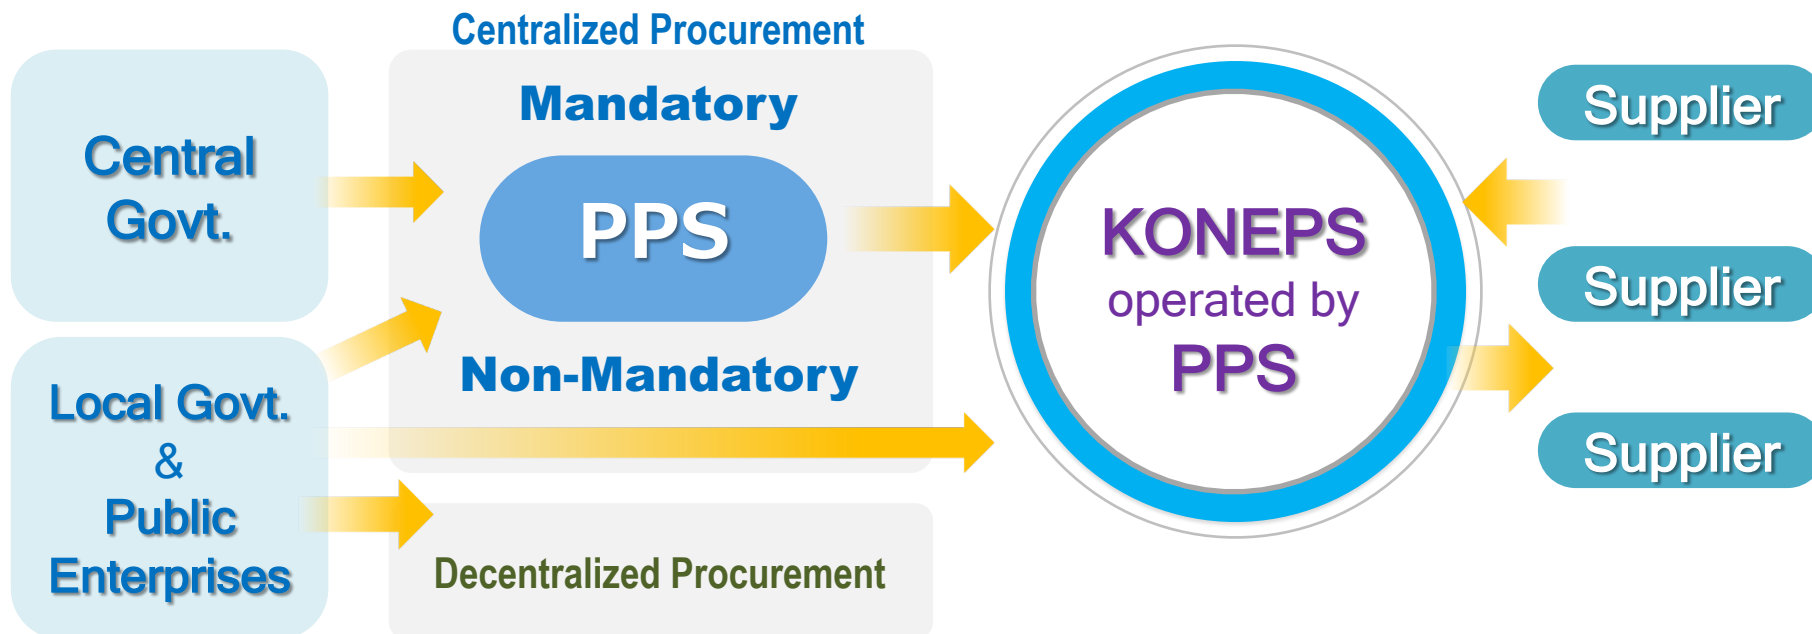 Centralized Procurement
Central
Govt.
Mandatory
PPS
Non-Mandatory
Local Govt.
&
Public
Enterprises
Decentralized Procurement
KONEPS
operated by
PPS
Supplier
Supplier
Supplier